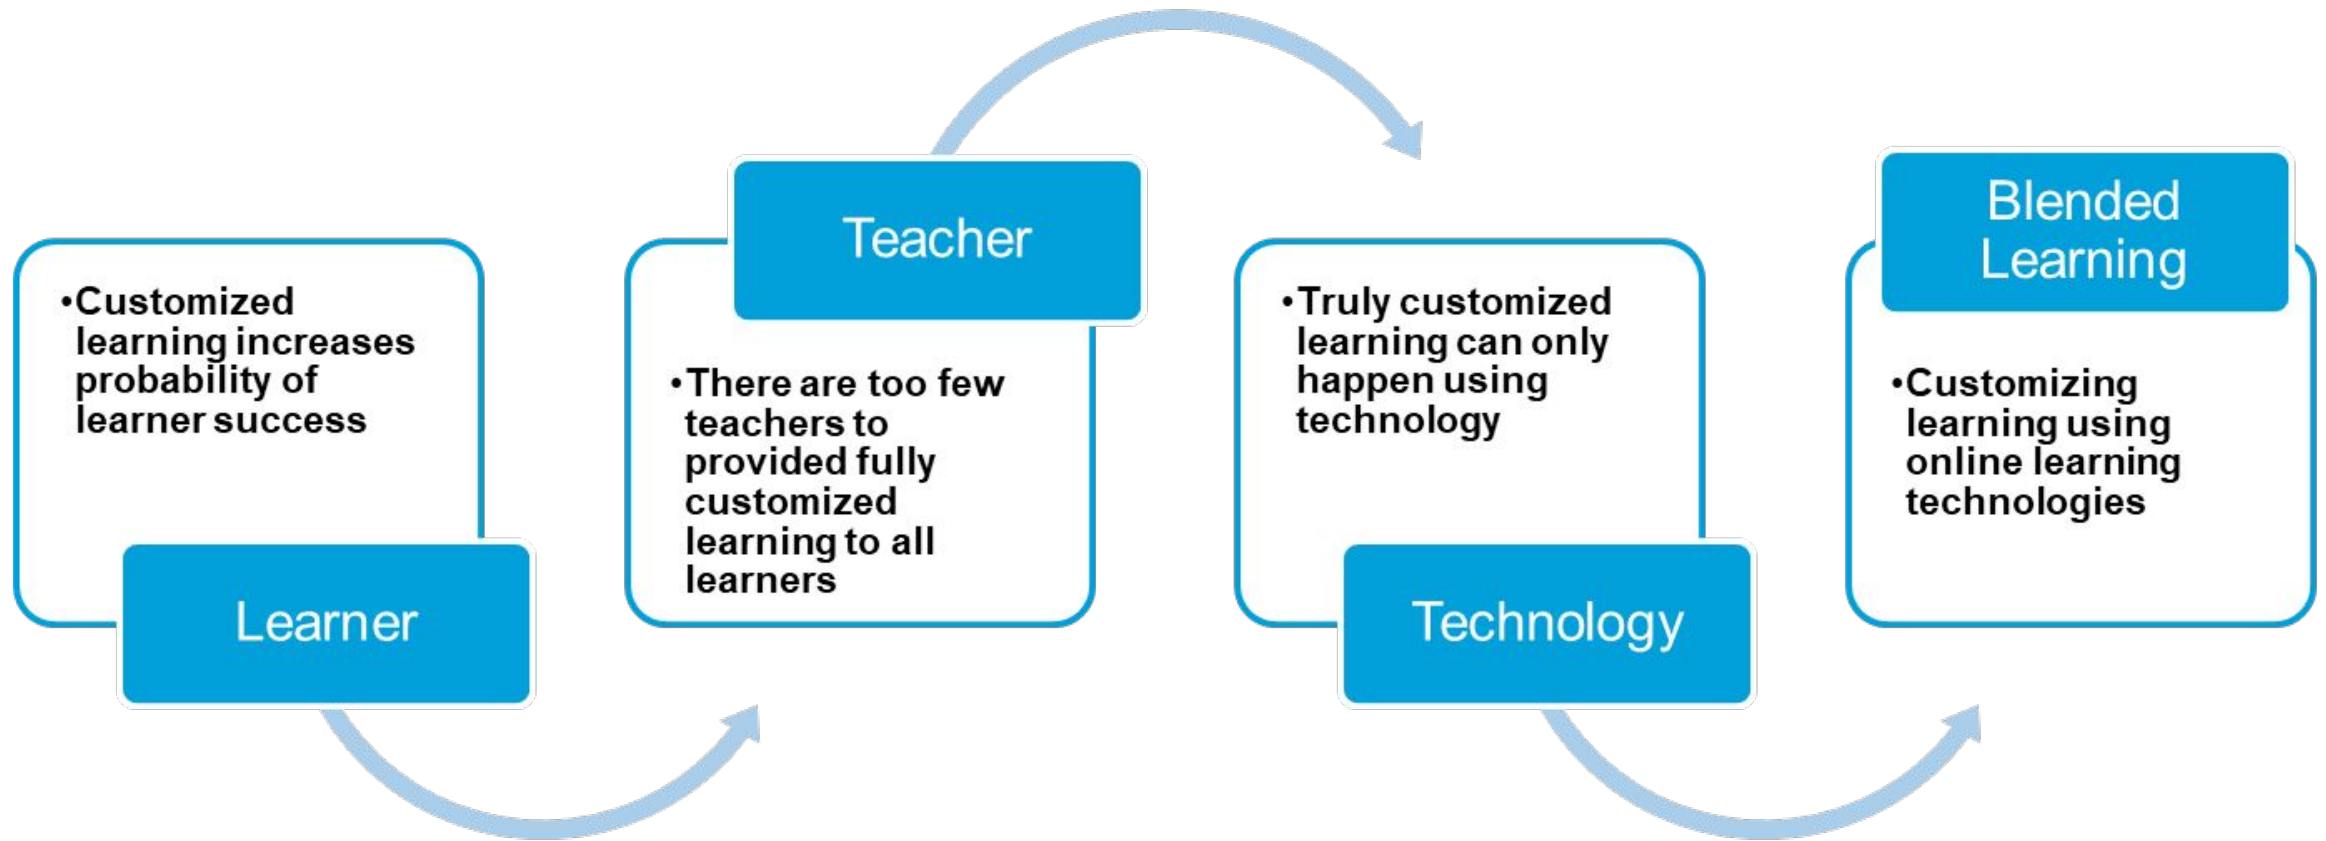 •Customized
learning increases
probability of
learner success
Learner
Teacher
•There are too few
teachers to
provided fully
customized
learning to all
learners
•Truly customized
learning can only
happen using
technology
Technology
Blended
Learning
•Customizing
learning using
online learning
technologies